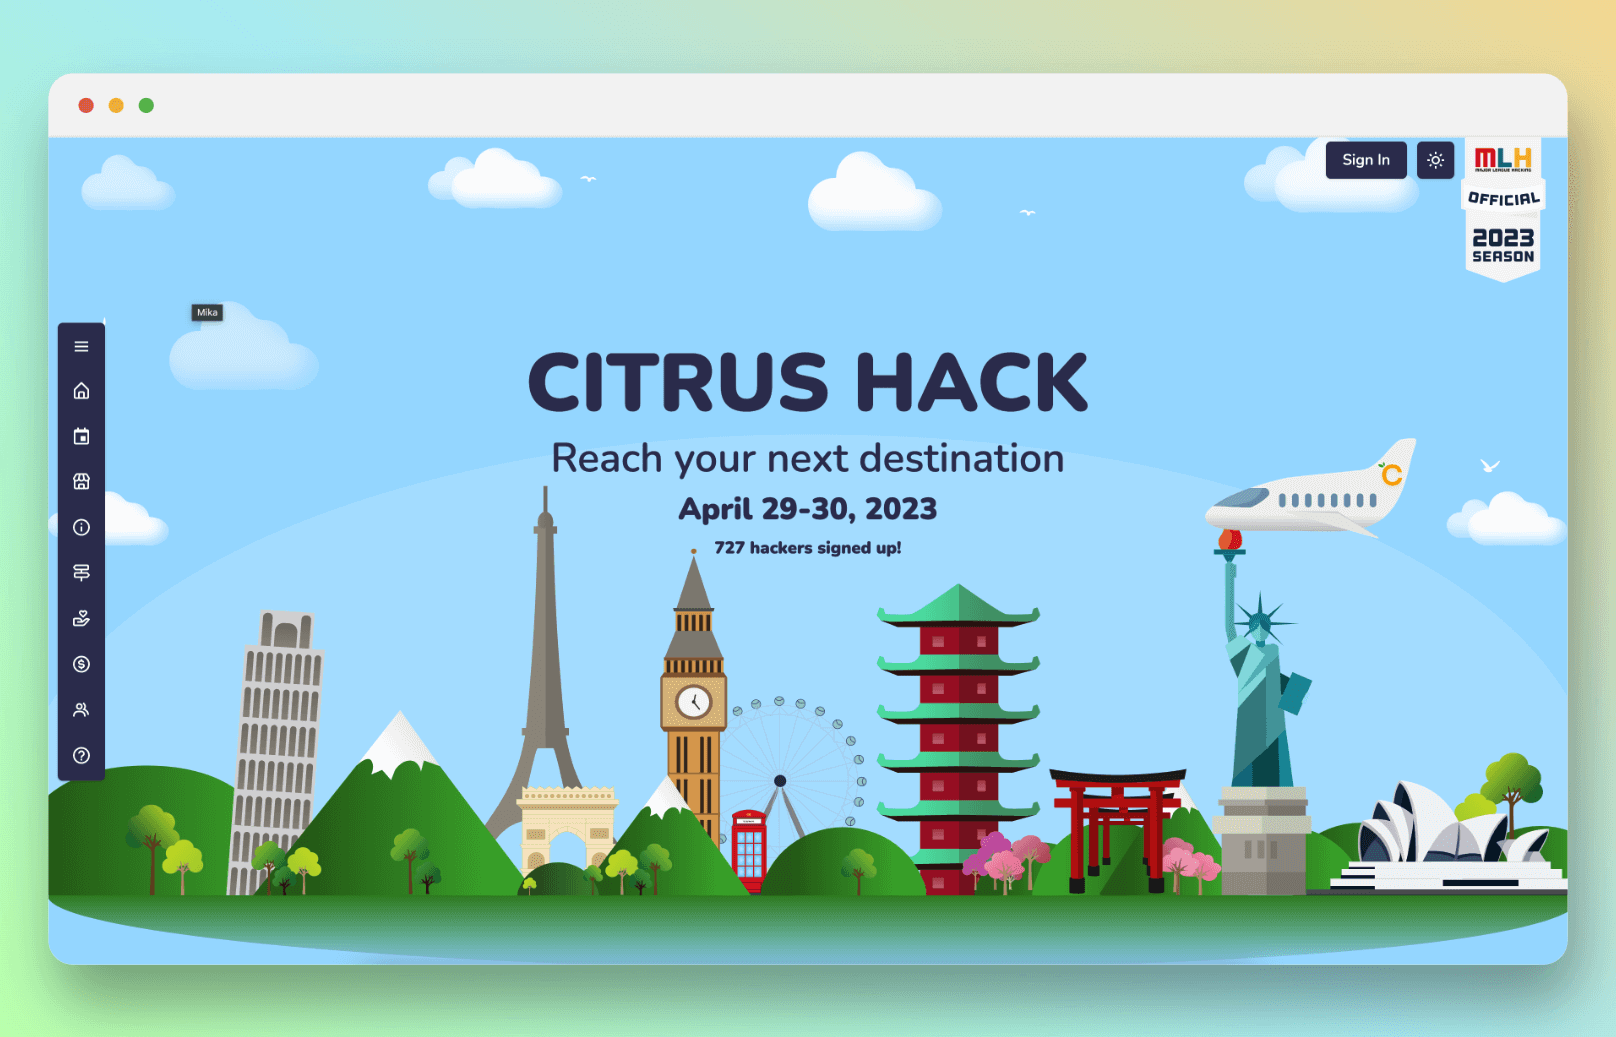 Sign In
MLH
MAJOR LEAGUE HACKING
OFFICIAL
2023
SEASON
Mika
CITRUS HACK
Reach your next destination
April 29-30, 2023
727 hackers signed up!
C